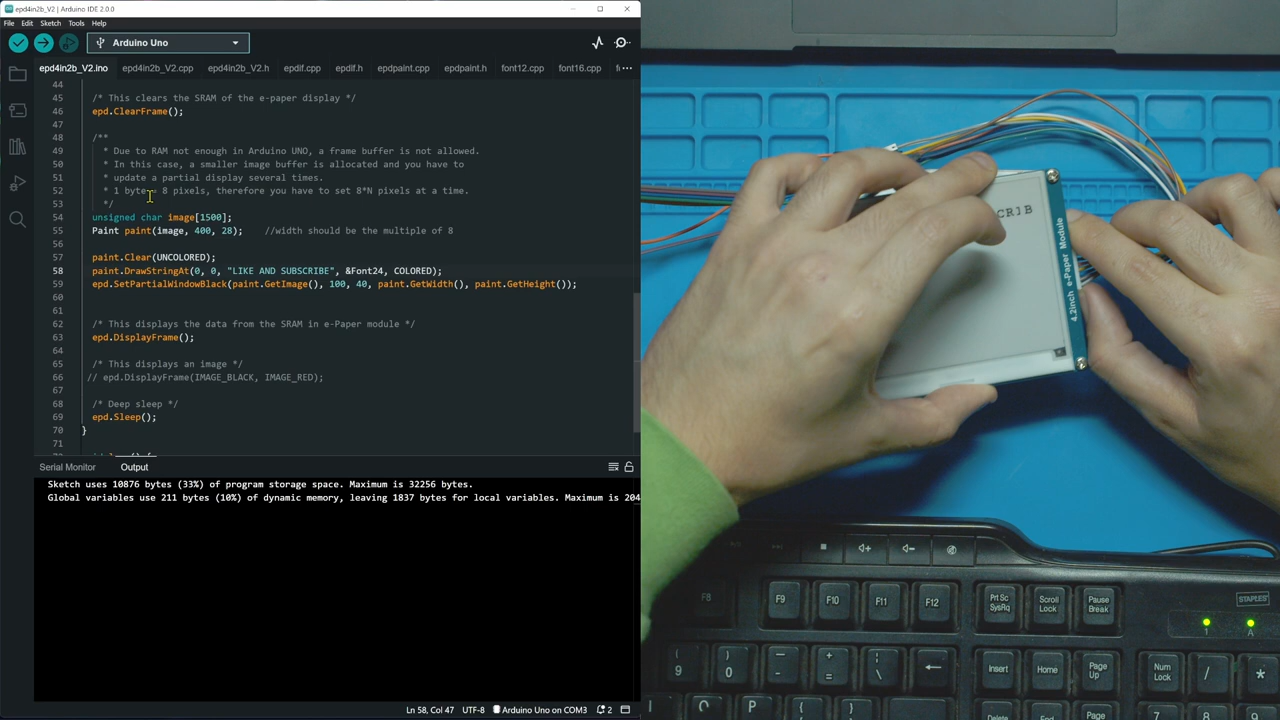 epd4in2b_V2 | Arduino IDE 2.0.0
File Edit Sketch Tools Help
Arduino Uno
epd4in2b_V2.ino epd4in2b_V2.cpp epd4in2b_V2.h epdif.cpp epdif.h epdpaint.cpp epdpaint.h font12.cpp font16.cpp
44
45 /* This clears the SRAM of the e-paper display */
46 epd.ClearFrame();
47
48 /**
49 * Due to RAM not enough in Arduino UNO, a frame buffer is not allowed.
50 * In this case, a smaller image buffer is allocated and you have to
51 * update a partial display several times.
52 * 1 byte = 8 pixels, therefore you have to set 8*N pixels at a time.
53 */
54 unsigned char image[1500];
55 Paint paint(image, 400, 28); //width should be the multiple of 8
56
57 paint.Clear(UNCOLORED);
58 paint.DrawStringAt(0, 0, "LIKE AND SUBSCRIBE", &Font24, COLORED);
59 epd.SetPartialWindowBlack(paint.GetImage(), 100, 40, paint.GetWidth(), paint.GetHeight());
60
61
62 /* This displays the data from the SRAM in e-Paper module */
63 epd.DisplayFrame();
64
65 /* This displays an image */
66 // epd.DisplayFrame(IMAGE_BLACK, IMAGE_RED);
67
68 /* Deep sleep */
69 epd.Sleep();
70 }
71
Serial Monitor Output
Sketch uses 10876 bytes (33%) of program storage space. Maximum is 32256 bytes.
Global variables use 211 bytes (10%) of dynamic memory, leaving 1837 bytes for local variables. Maximum is 204
Ln 58, Col 47 UTF-8 Arduino Uno on COM3 2
CRIB
4.2inch e-Paper Module
STAPLES
F8 F9 F10 F11 F12 Prt Sc SysRq Scroll Lock Pause Break
1 A
( 9 ) 0 _ - + = | \ Insert Home Page Up Num Lock / *
I O P 7 8 9